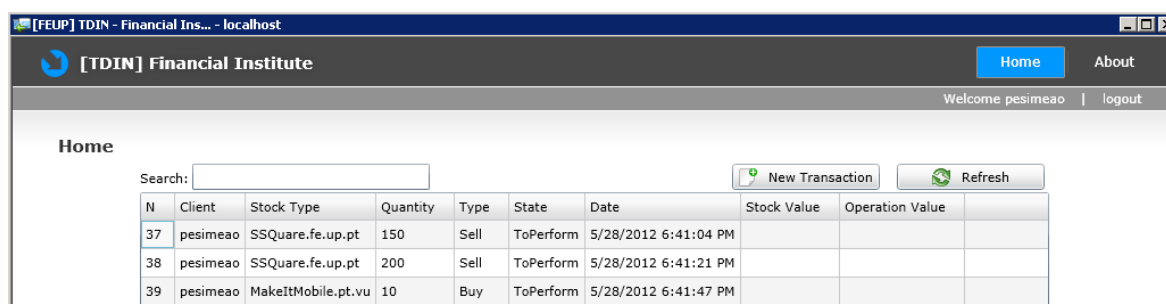 [FEUP] TDIN - Financial Ins... - localhost
[TDIN] Financial Institute Home About
Welcome pesimeao | logout
Home
Search: New Transaction Refresh
N Client Stock Type Quantity Type State Date Stock Value Operation Value
37 pesimeao SSQuare.fe.up.pt 150 Sell ToPerform 5/28/2012 6:41:04 PM
38 pesimeao SSQuare.fe.up.pt 200 Sell ToPerform 5/28/2012 6:41:21 PM
39 pesimeao MakeItMobile.pt.vu 10 Buy ToPerform 5/28/2012 6:41:47 PM